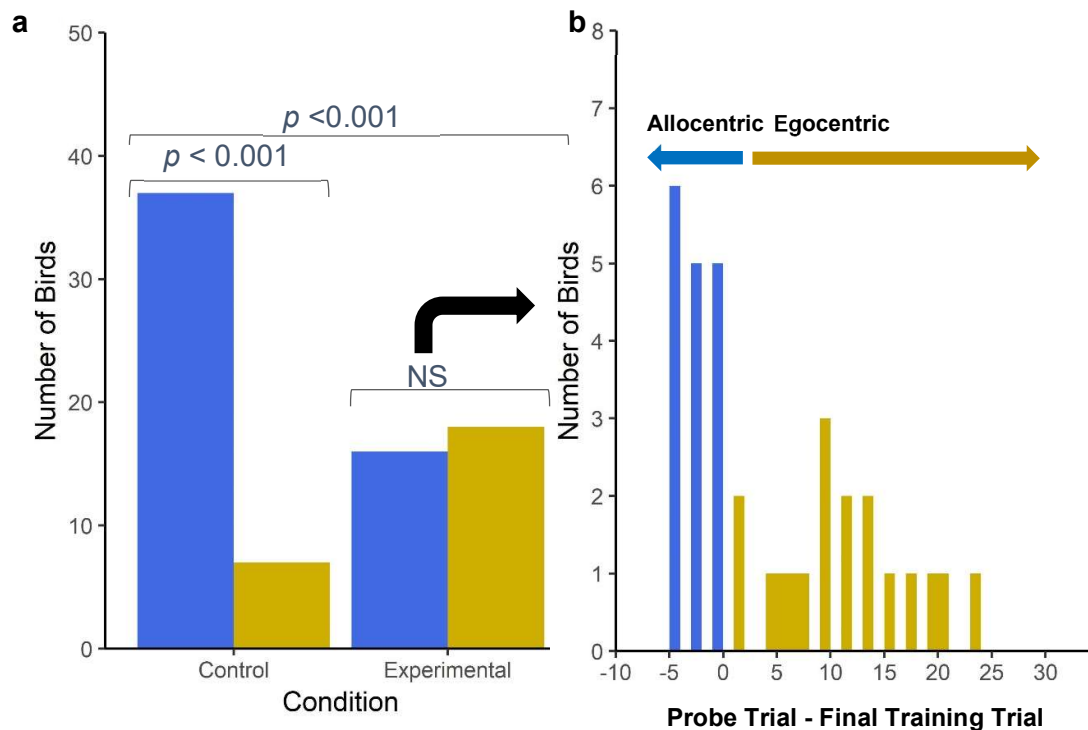 a
50
40
30
20
10
0
Number of Birds
p <0.001
p < 0.001
NS
Control Experimental
Condition
b
8
7
6
5
4
3
2
1
0
Number of Birds
Allocentric Egocentric
-10 -5 0 5 10 15 20 25 30
Probe Trial - Final Training Trial